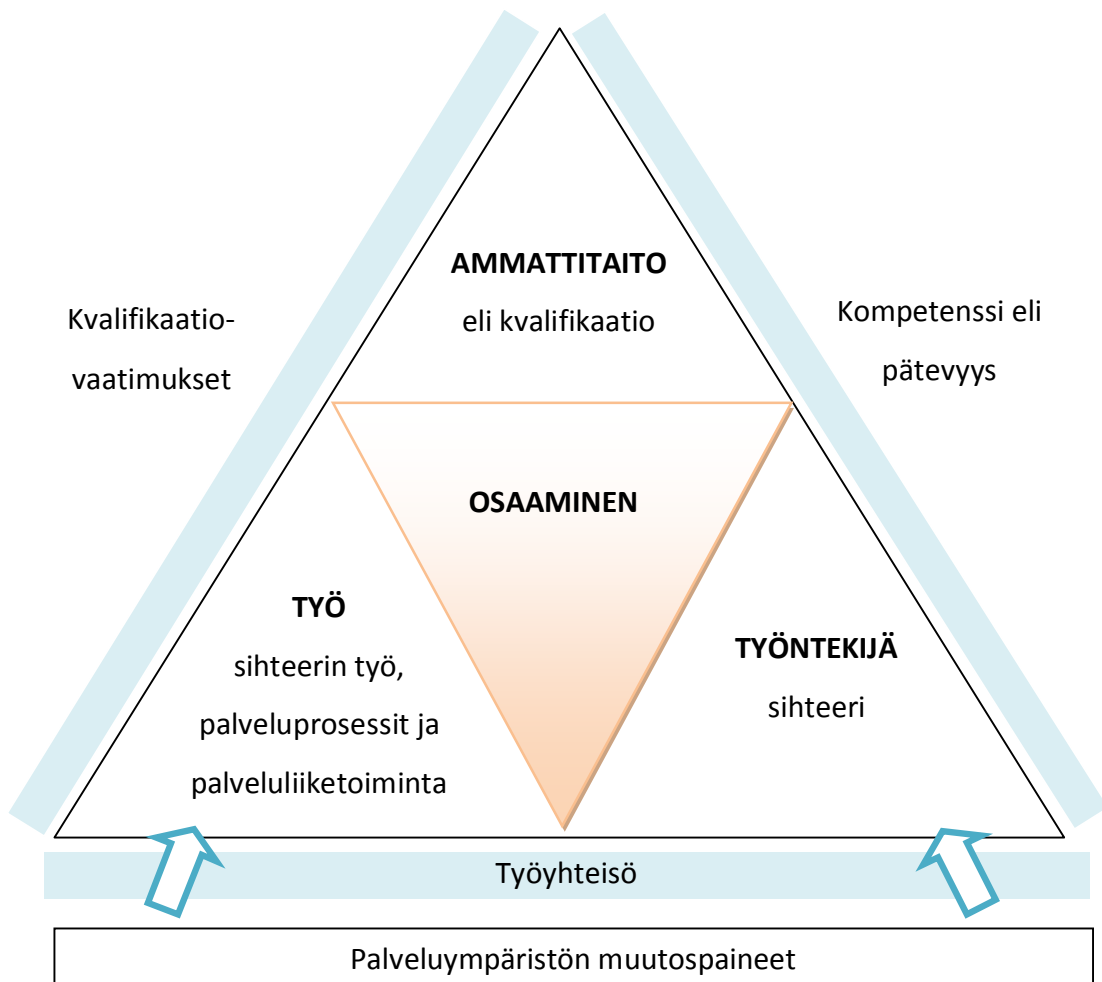 AMMATTITAITO
eli kvalifikaatio
Kvalifikaatio-
vaatimukset
Kompetenssi eli
pätevyys
OSAAMINEN
TYÖ
sihteerin työ,
palveluprosessit ja
palveluliiketoiminta
TYÖNTEKIJÄ
sihteeri
Työyhteisö
Palveluympäristön muutospaineet